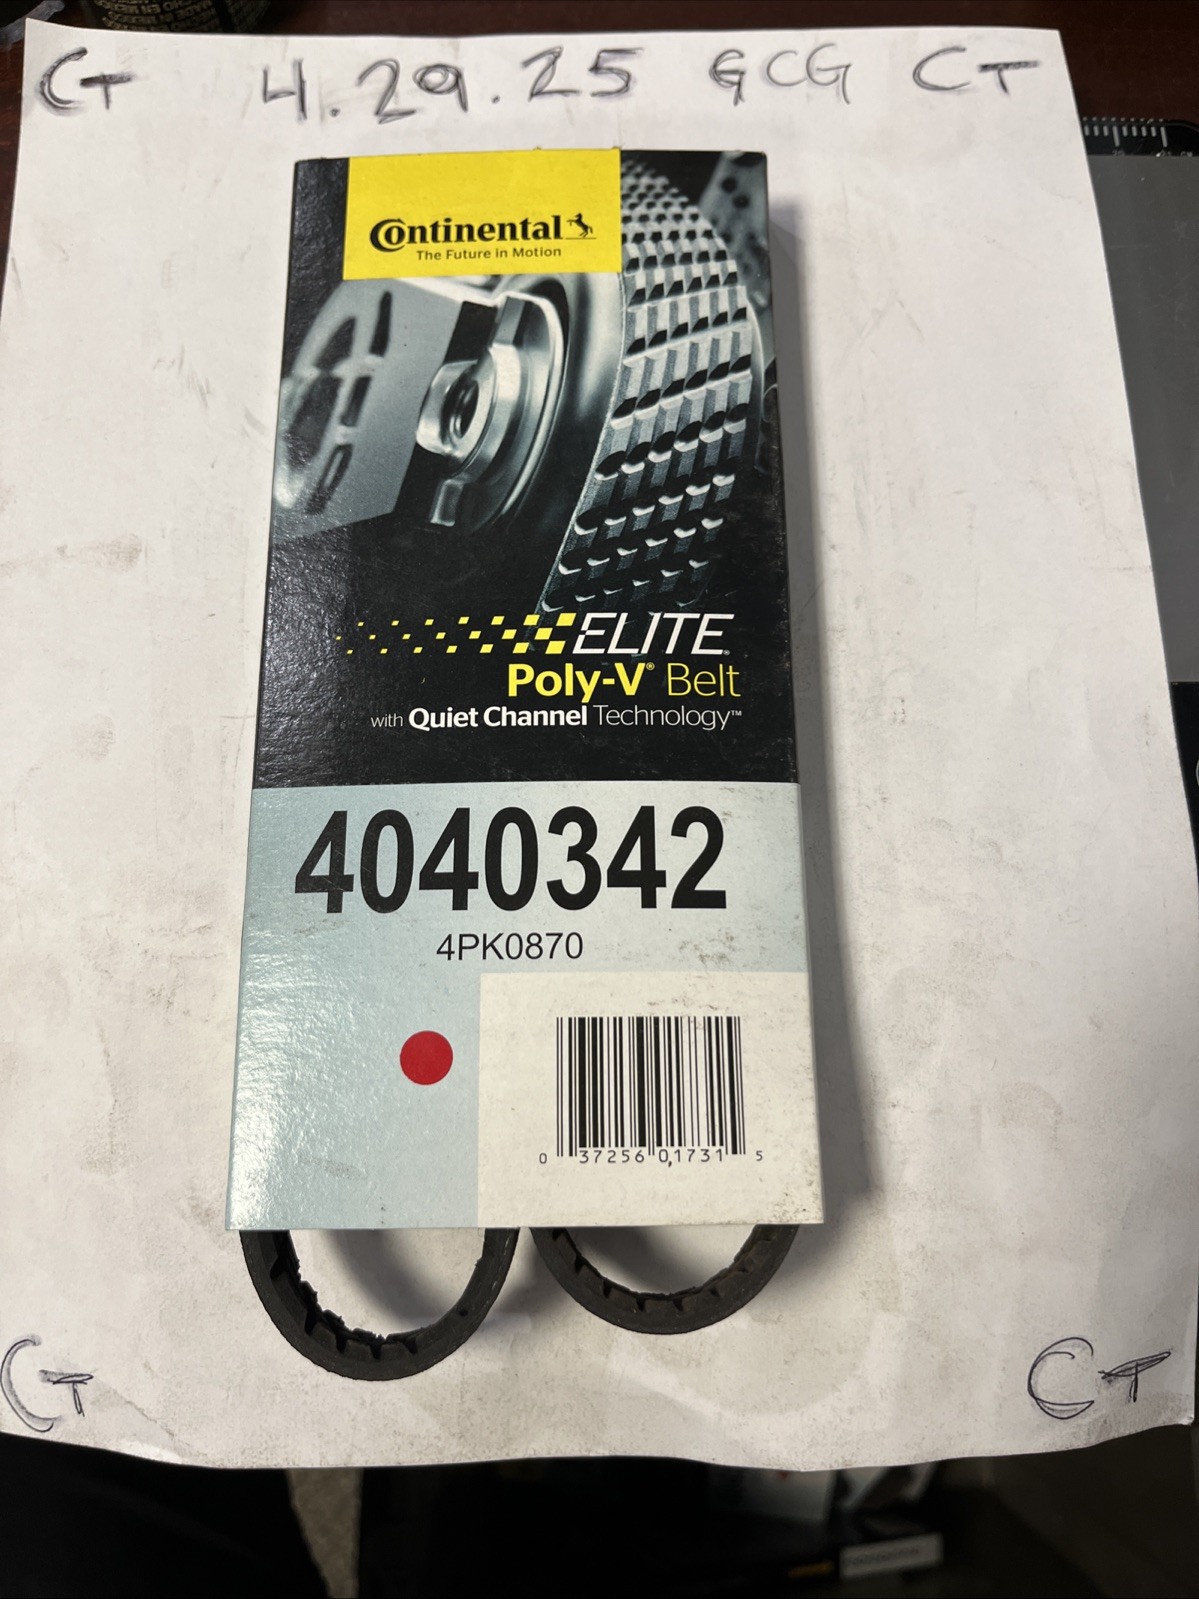 CT 4.29.25 GCG CT
Continental
The Future in Motion
ELITE®
Poly-V® Belt
with Quiet Channel Technology™
4040342
4PK0870
0 37256 01731 5
CT CT